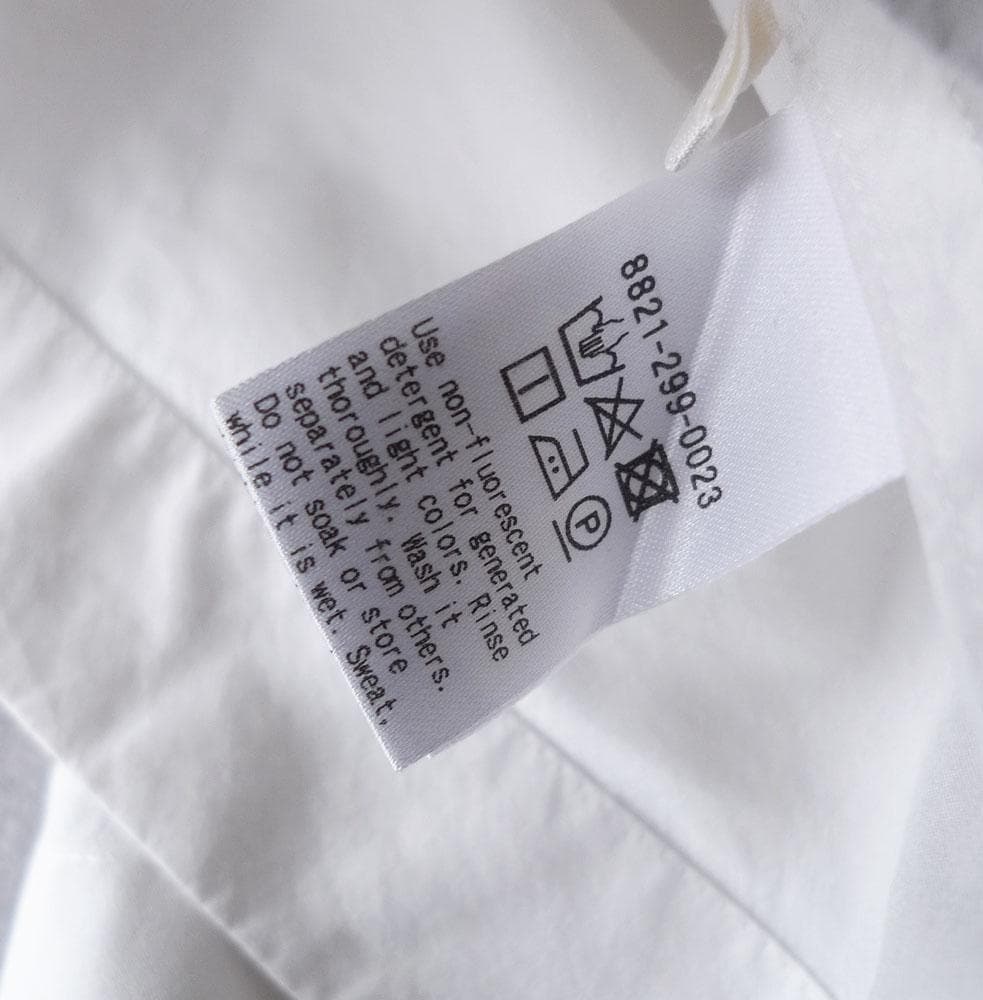 8821-299-0023
P
Use non-fluorescent
detergent for generated
and light colors. Rinse
thoroughly. Wash it
separately from others.
Do not soak or store
while it is wet. Sweat,